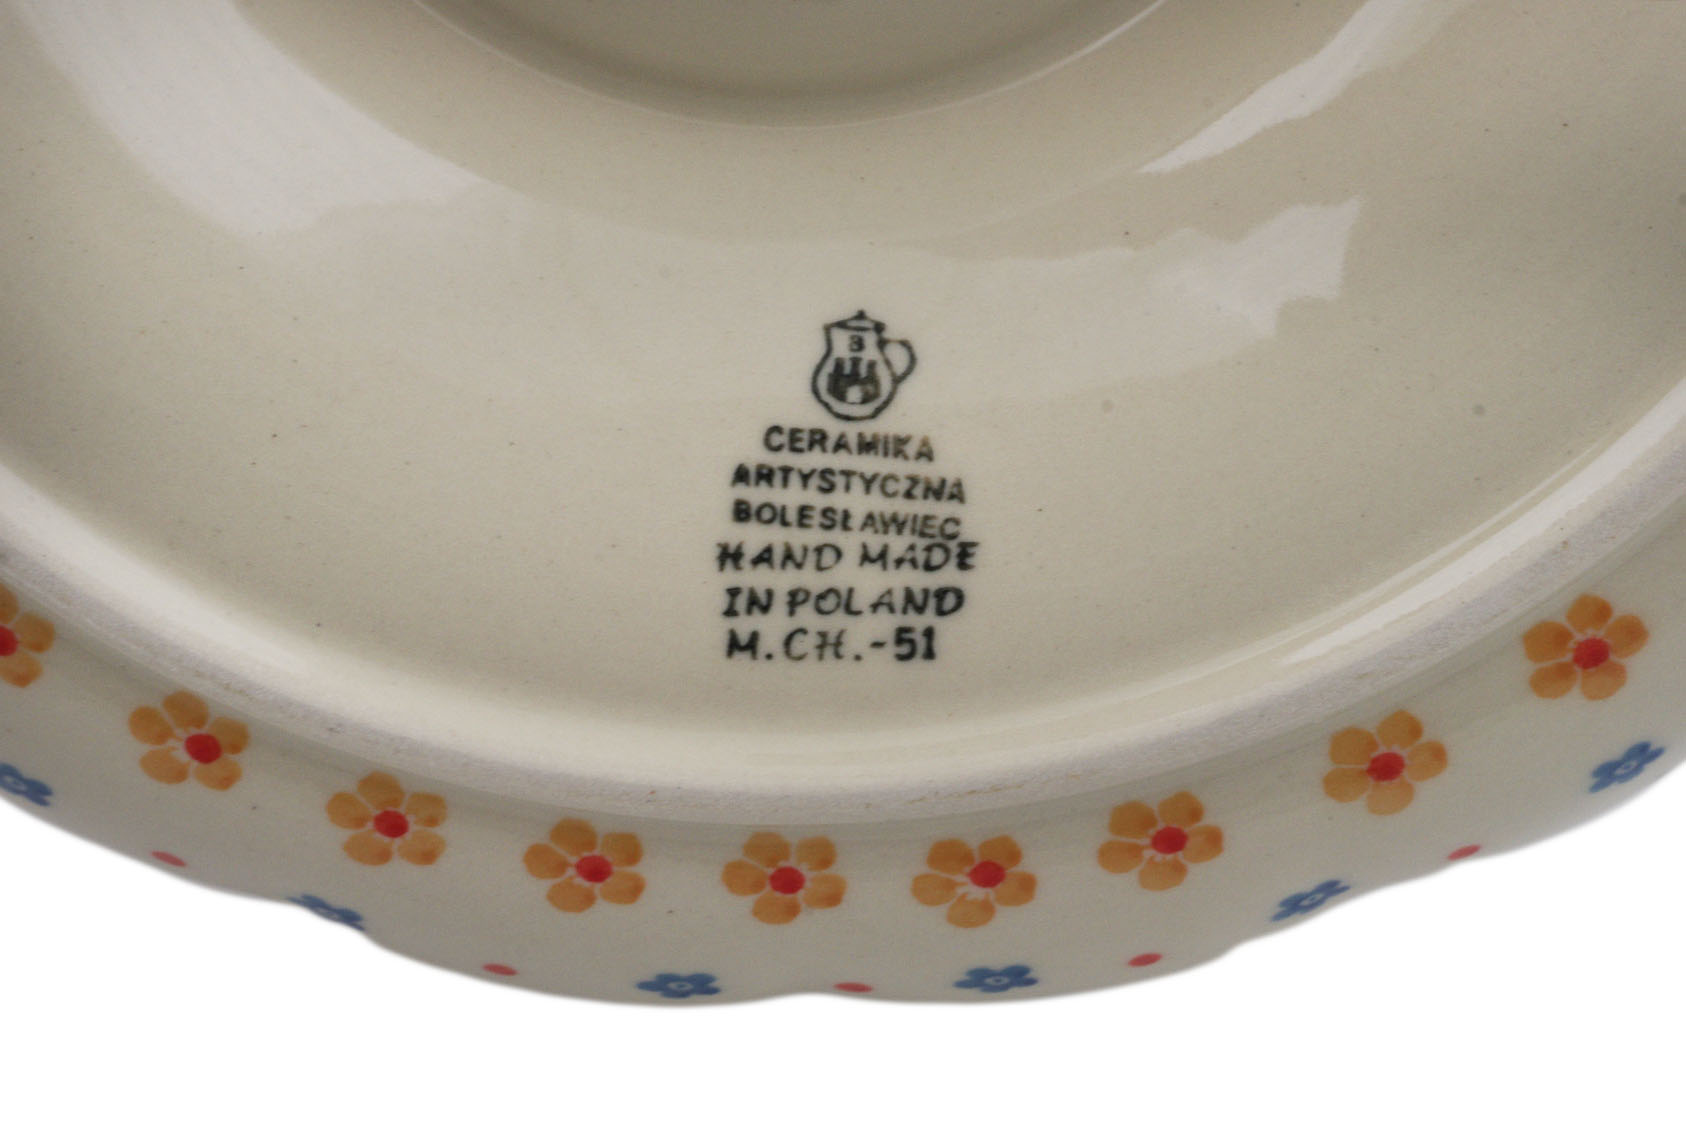 B
CERAMIKA
ARTYSTYCZNA
BOLESŁAWIEC
HAND MADE
IN POLAND
M.CH.-51